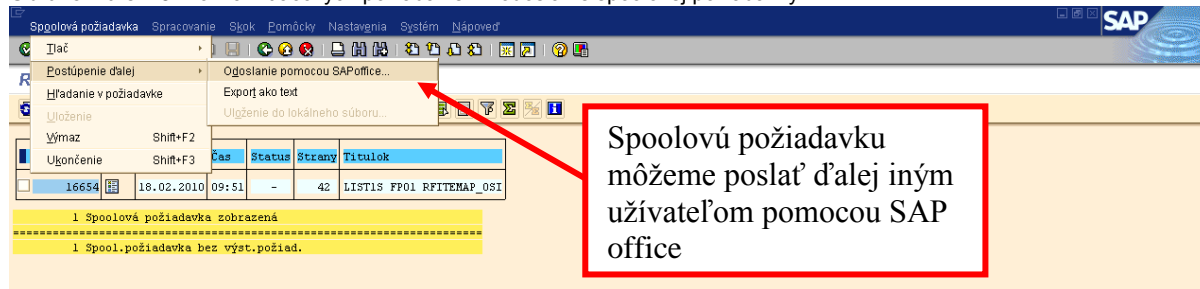 Spoolová požiadavka Spracovanie Skok Pomôcky Nastavenia Systém Nápoveď
SAP
Tlač
Postúpenie ďalej
Odoslanie pomocou SAPoffice...
Hľadanie v požiadavke
Export ako text
Uloženie
Uloženie do lokálneho súboru...
Výmaz Shift+F2
Ukončenie Shift+F3
Čas Status Strany Titulok
16654 18.02.2010 09:51 - 42 LIST1S FP01 RFITEMAP_OSI
1 Spoolová požiadavka zobrazená
1 Spool.požiadavka bez výst.požiad.
Spoolovú požiadavku
môžeme poslať ďalej iným
užívateľom pomocou SAP
office